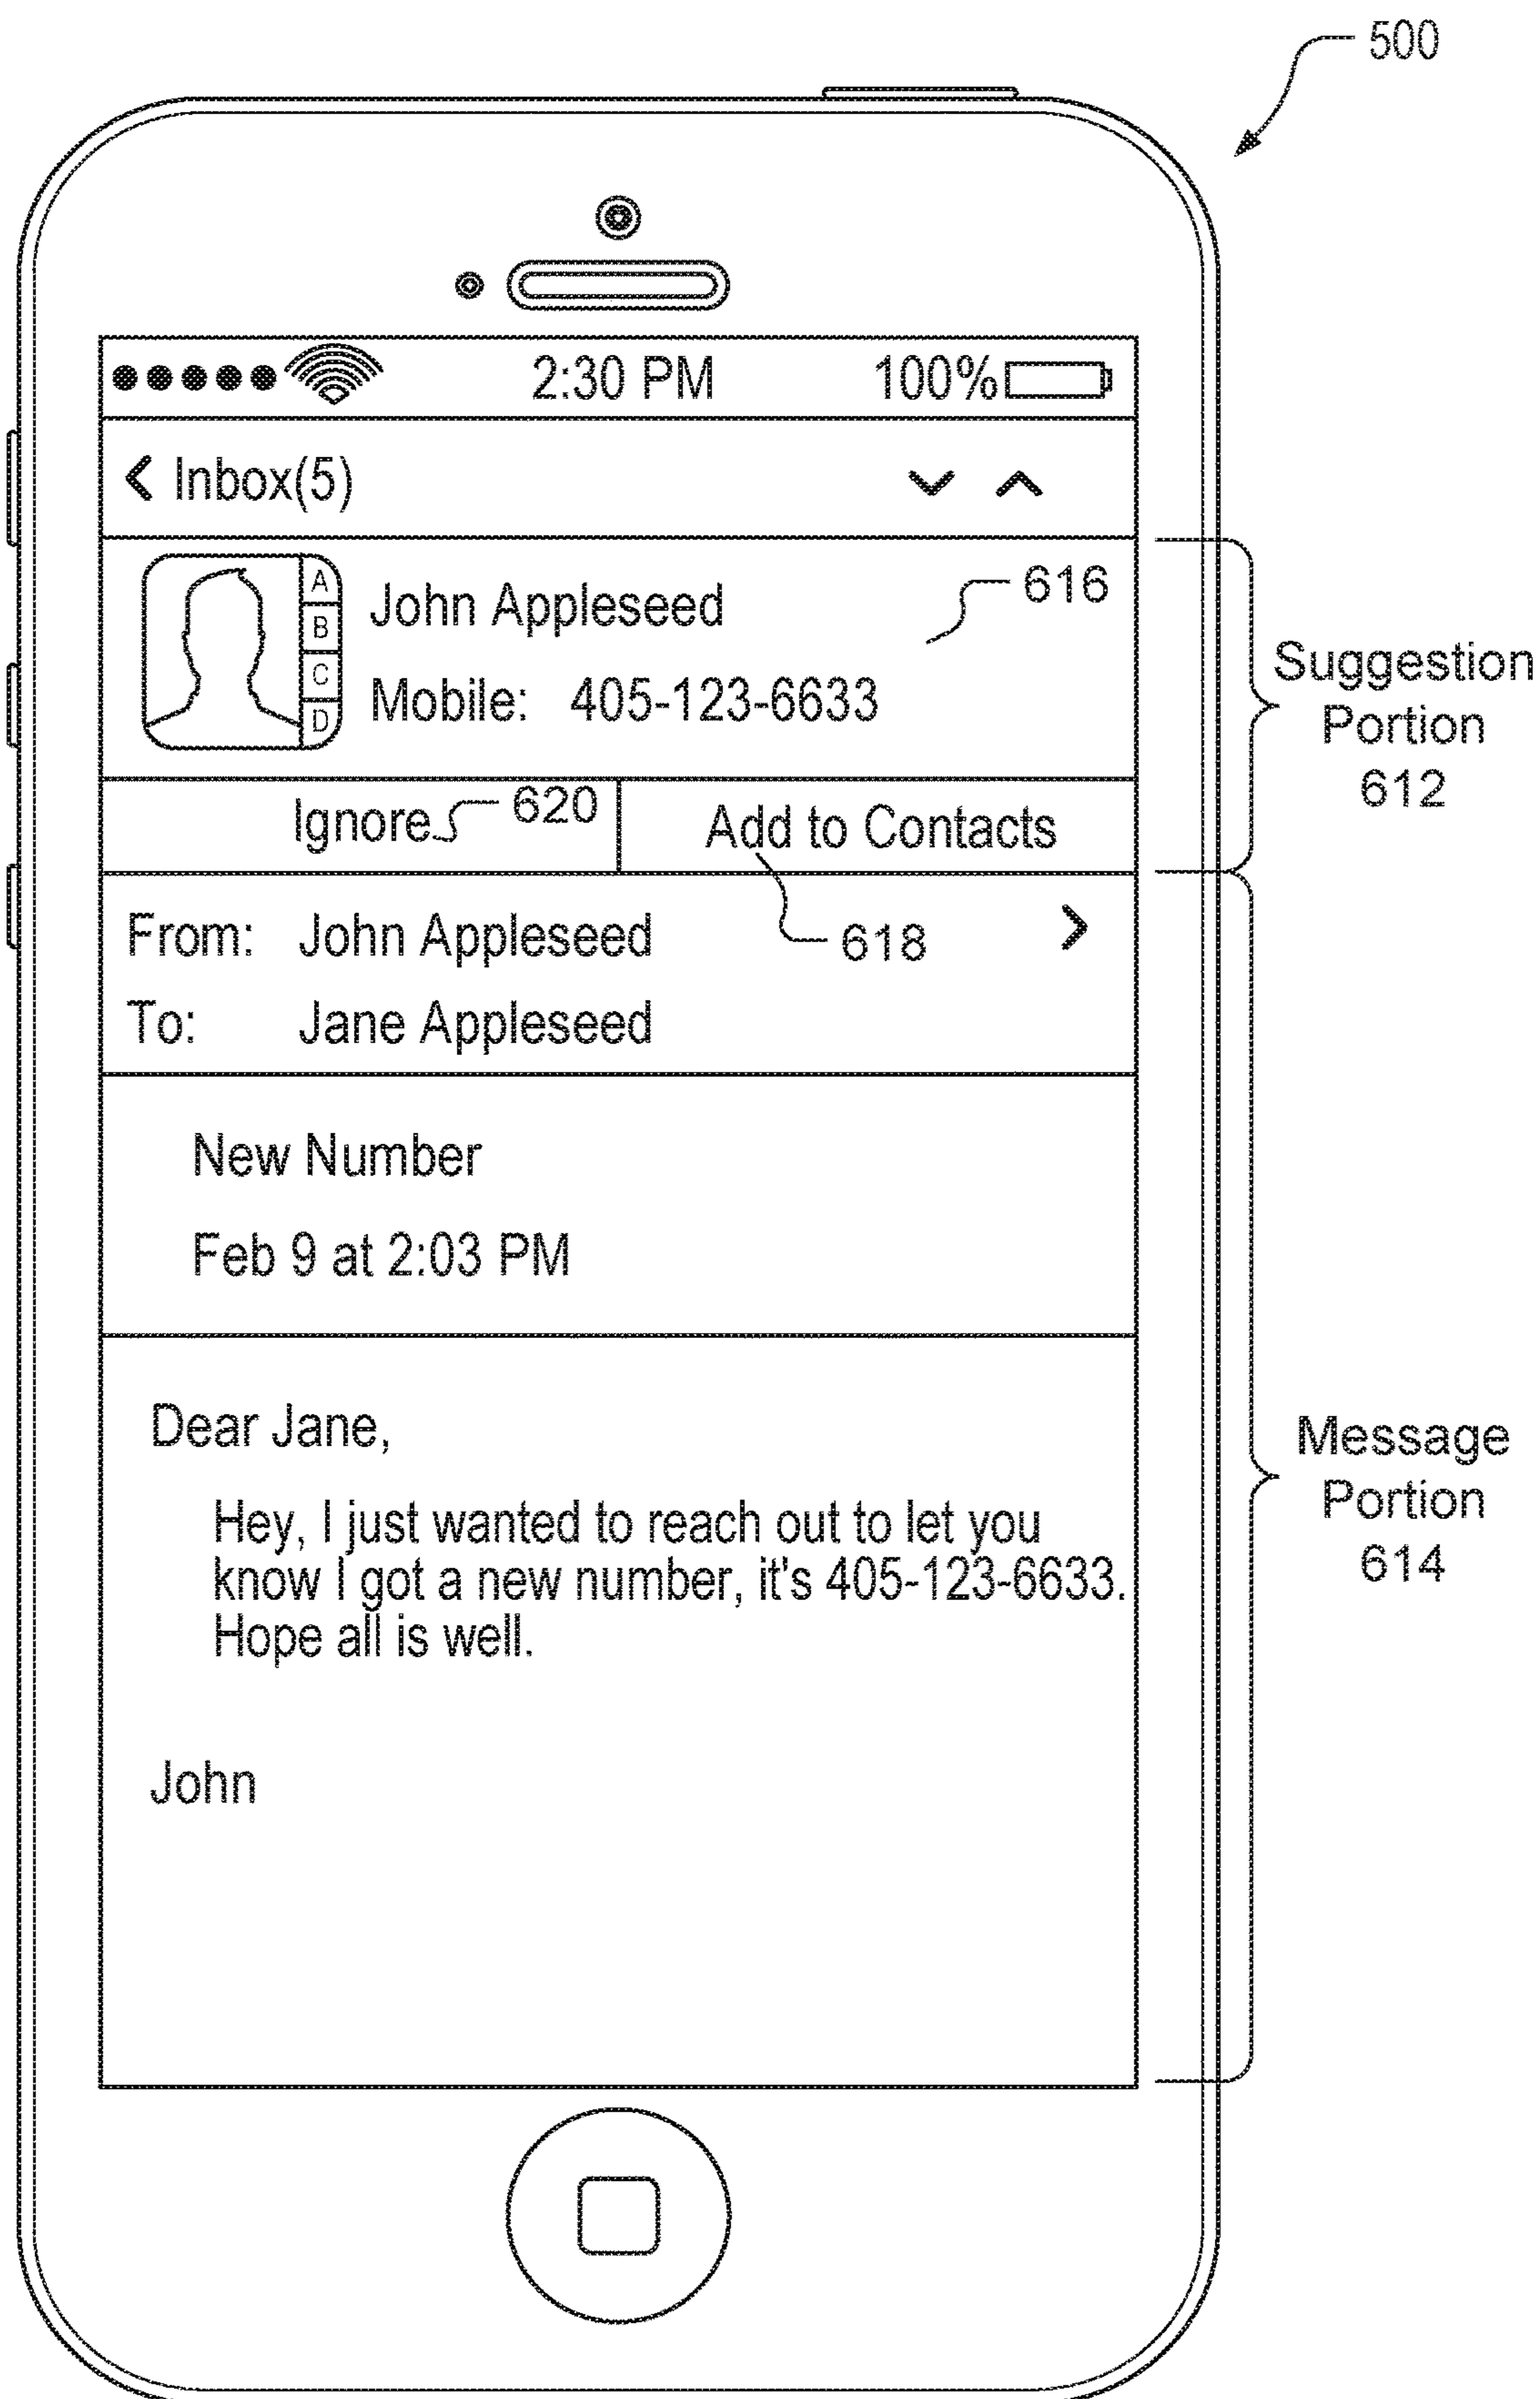 500
2:30 PM 100%
Inbox(5)
A
B
C
D
John Appleseed
616
Mobile: 405-123-6633
Suggestion
Portion
612
Ignore 620 Add to Contacts
From: John Appleseed 618
To: Jane Appleseed
New Number
Feb 9 at 2:03 PM
Dear Jane,
Hey, I just wanted to reach out to let you
know I got a new number, it's 405-123-6633.
Hope all is well.
Message
Portion
614
John